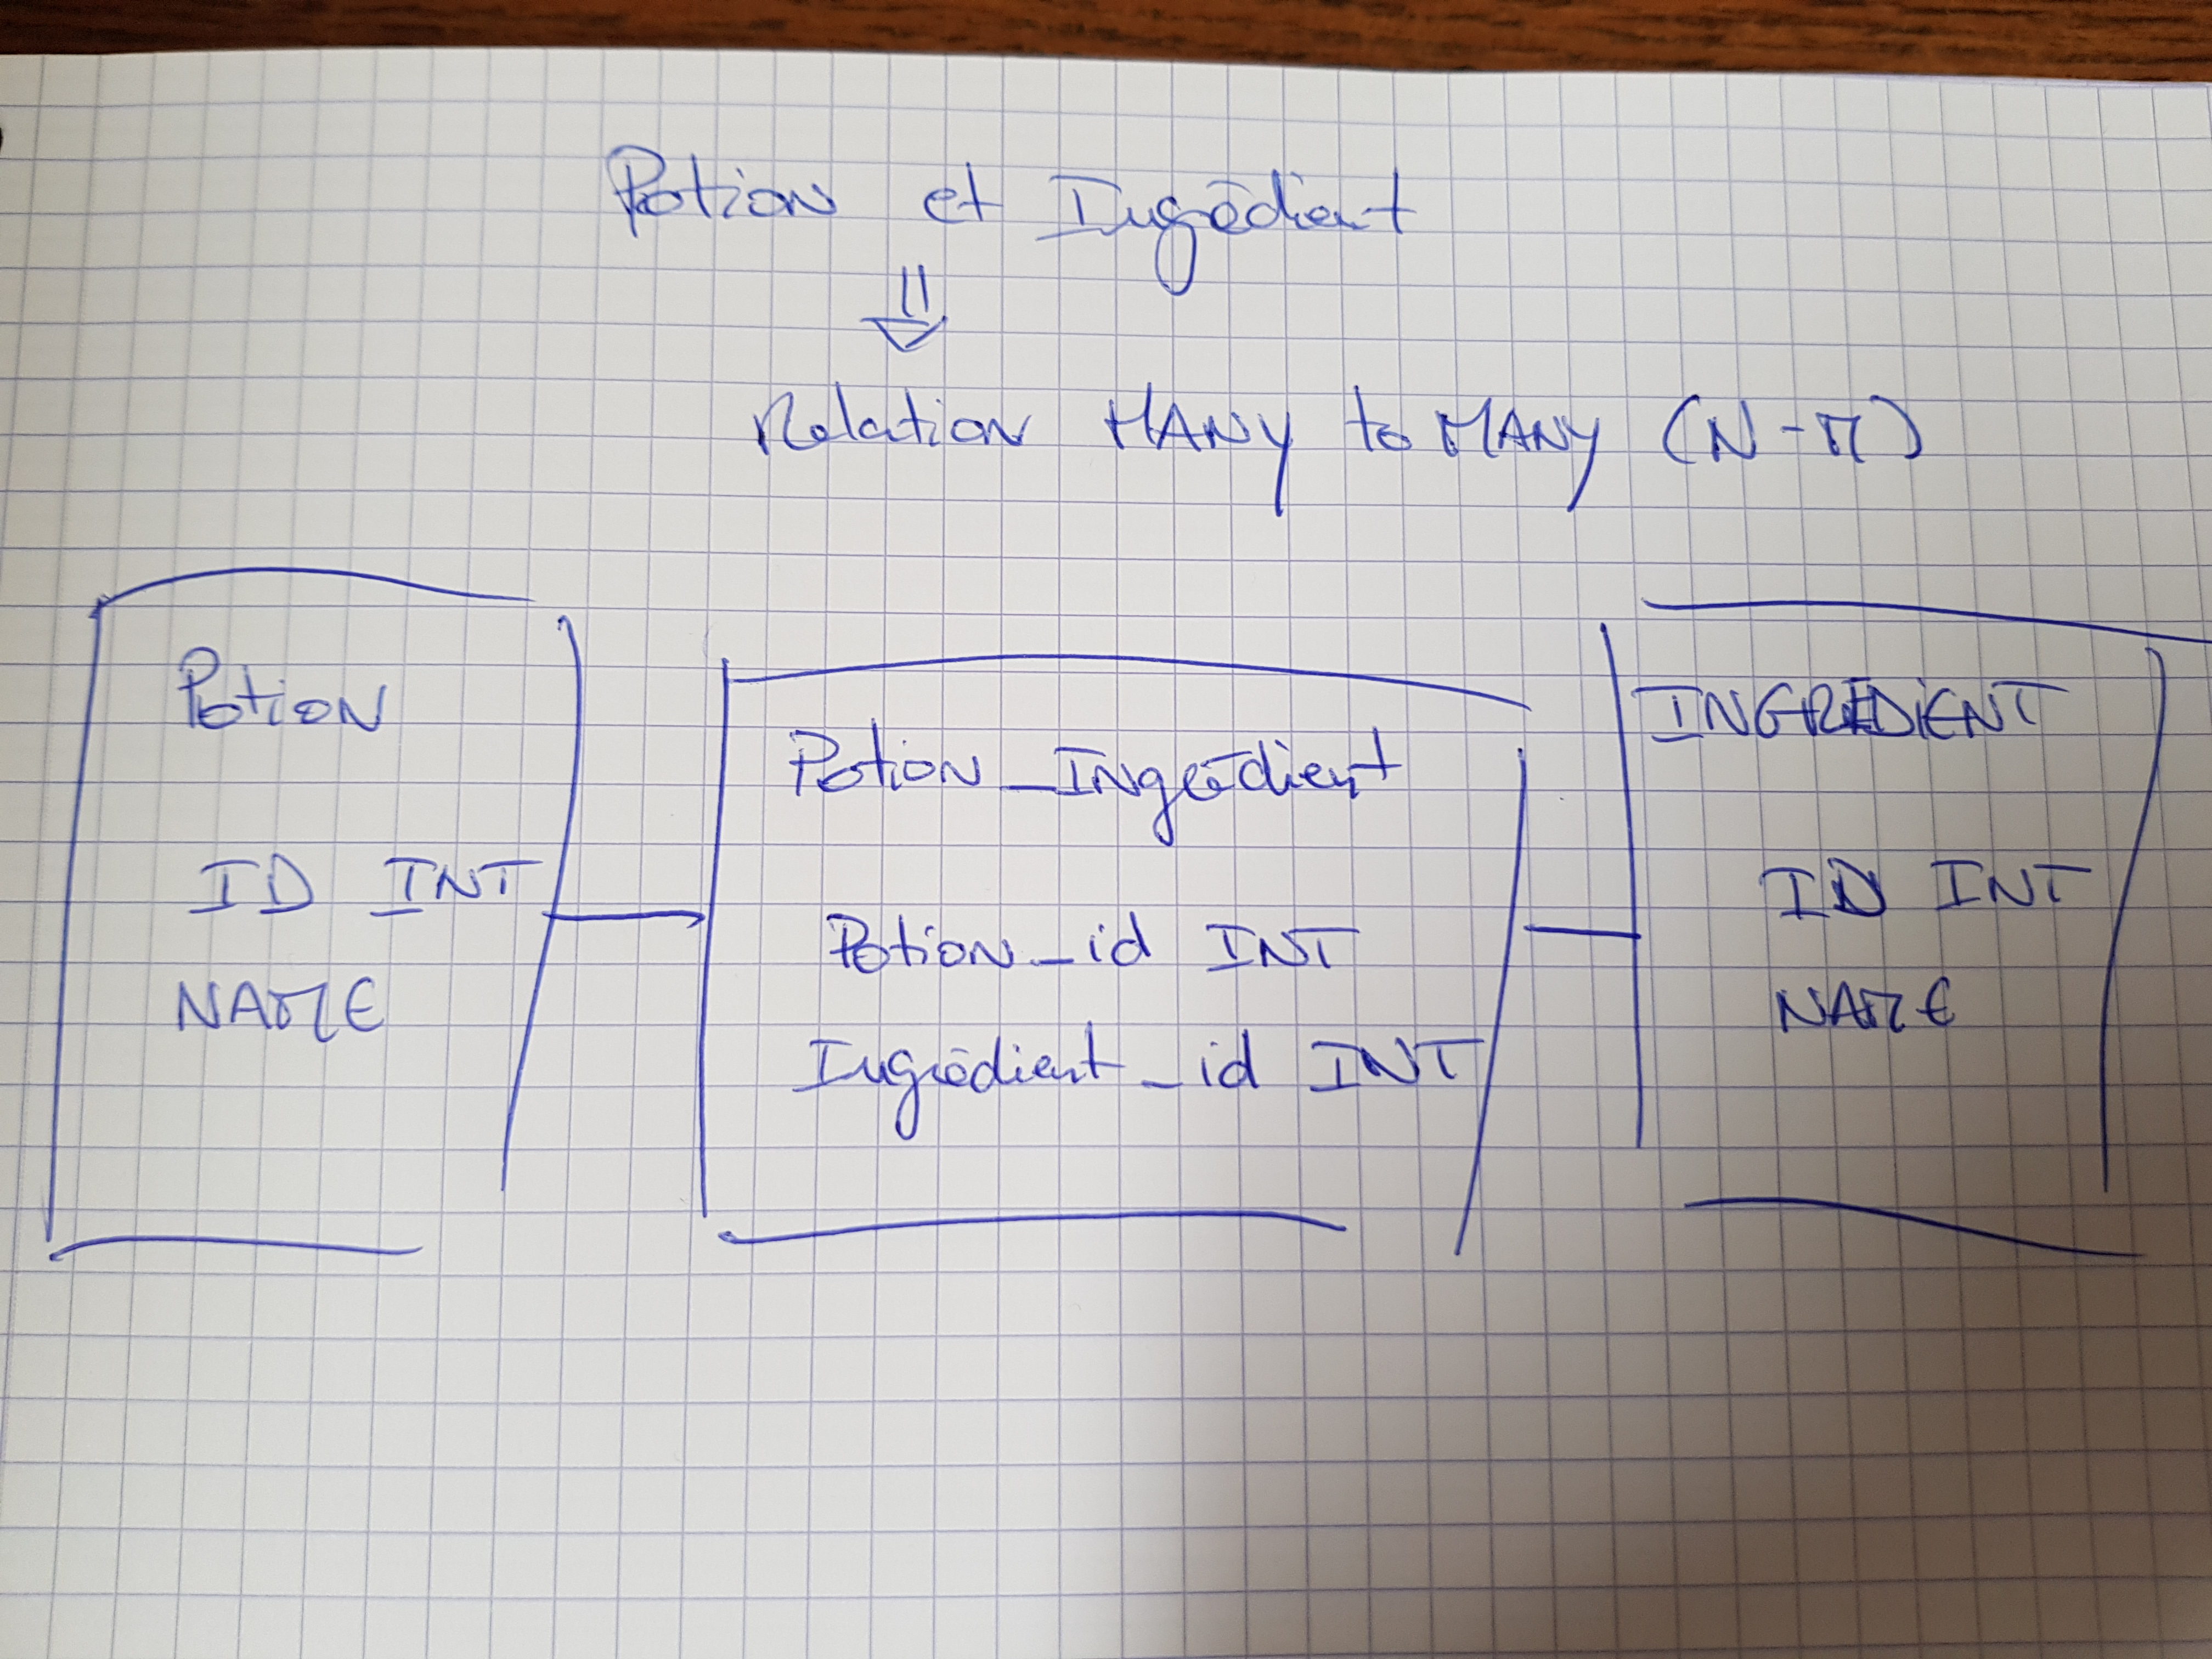 Potion et Ingrédient
⇓
Relation MANy to MANy (N-M)
Potion
ID INT
NAME
Potion_Ingrédient
Potion_id INT
Ingrédient_id INT
INGRÉDIENT
ID INT
NAME